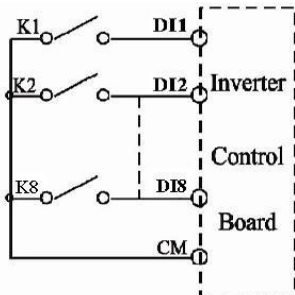 K1 DI1
K2 DI2 Inverter
Control
K8 DI8
Board
CM